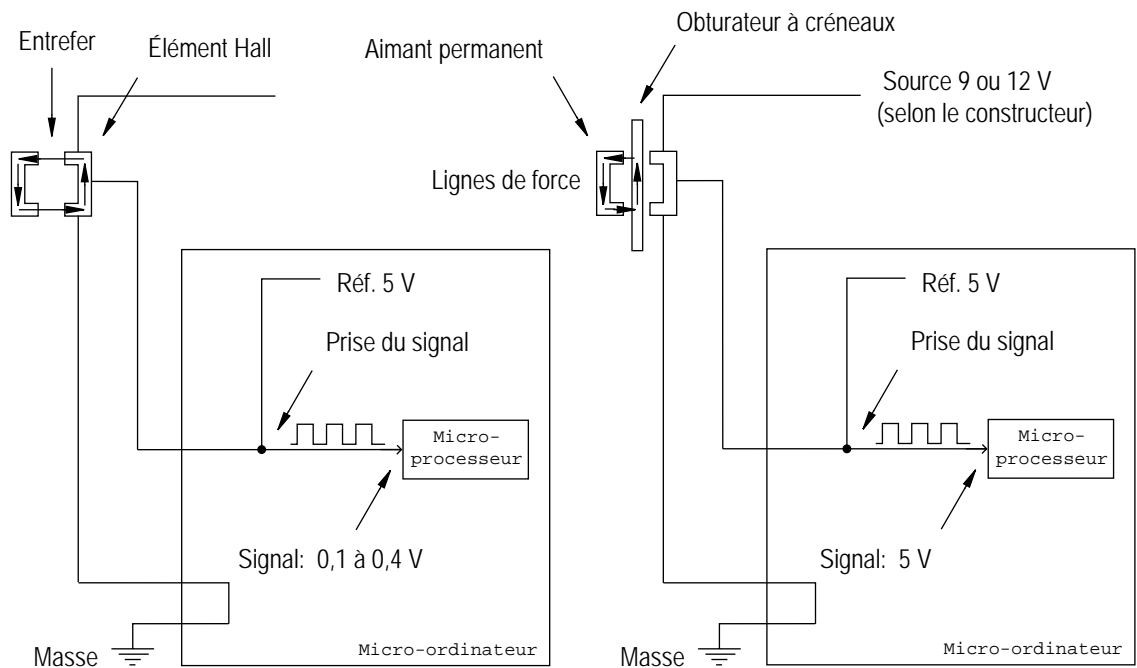 Entrefer
Élément Hall
Réf. 5 V
Prise du signal
Micro-
processeur
Signal: 0,1 à 0,4 V
Masse
Micro-ordinateur
Obturateur à créneaux
Aimant permanent
Source 9 ou 12 V
(selon le constructeur)
Lignes de force
Réf. 5 V
Prise du signal
Micro-
processeur
Signal: 5 V
Masse
Micro-ordinateur